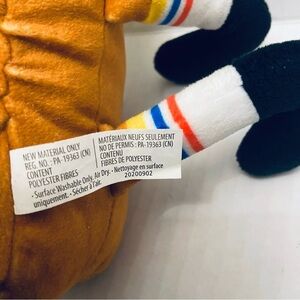 NEW MATERIAL ONLY
REG. NO.: PA-19363 (CN)
CONTENT
POLYESTER FIBRES
MATÉRIAUX NEUFS SEULEMENT
NO DE PERMIS : PA-19363 (CN)
CONTENU
FIBRES DE POLYESTER
- Surface Washable Only, Air Dry. - Nettoyage en surface
uniquement. - Sécher à l'air.
20200902